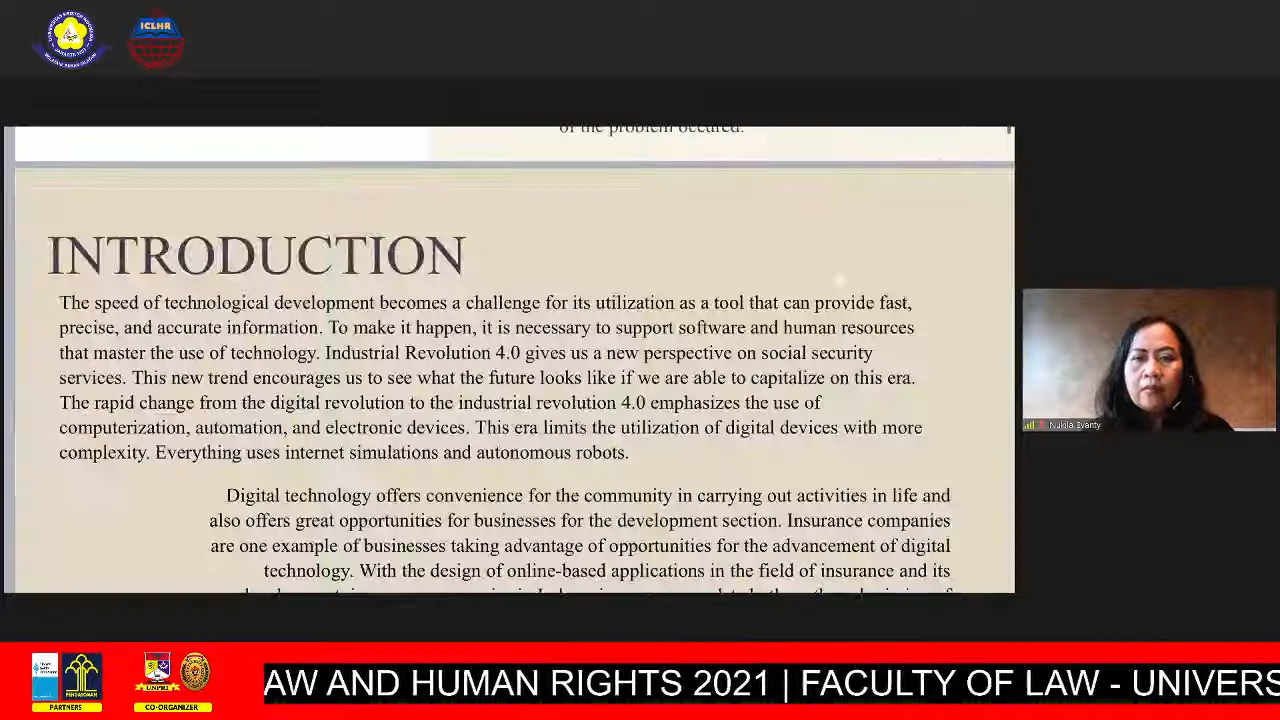 ICLHR
of the problem occured.
INTRODUCTION
The speed of technological development becomes a challenge for its utilization as a tool that can provide fast,
precise, and accurate information. To make it happen, it is necessary to support software and human resources
that master the use of technology. Industrial Revolution 4.0 gives us a new perspective on social security
services. This new trend encourages us to see what the future looks like if we are able to capitalize on this era.
The rapid change from the digital revolution to the industrial revolution 4.0 emphasizes the use of
computerization, automation, and electronic devices. This era limits the utilization of digital devices with more
complexity. Everything uses internet simulations and autonomous robots.
Digital technology offers convenience for the community in carrying out activities in life and
also offers great opportunities for businesses for the development section. Insurance companies
are one example of businesses taking advantage of opportunities for the advancement of digital
technology. With the design of online-based applications in the field of insurance and its
Nukila Evanty
PENGAYOMAN
UNPRI
PARTNERS
CO-ORGANIZER
AW AND HUMAN RIGHTS 2021 | FACULTY OF LAW - UNIVERS